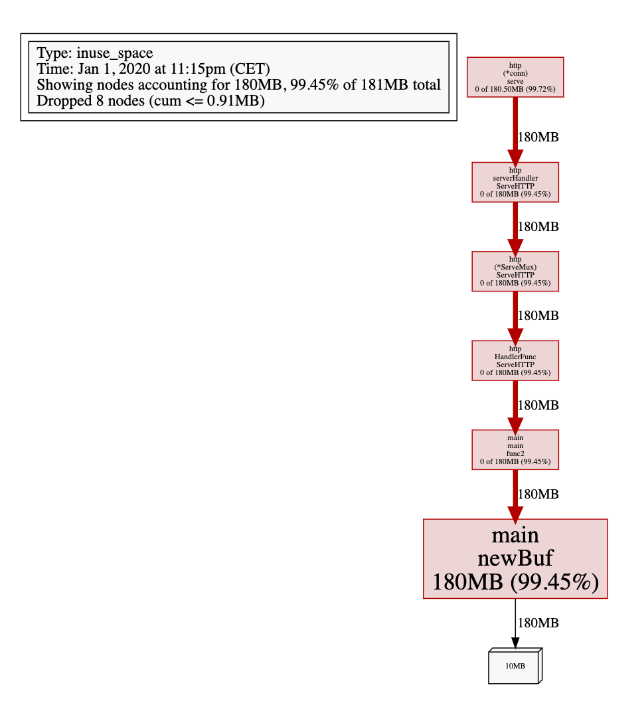 Type: inuse_space
Time: Jan 1, 2020 at 11:15pm (CET)
Showing nodes accounting for 180MB, 99.45% of 181MB total
Dropped 8 nodes (cum <= 0.91MB)
http
(*conn)
serve
0 of 180.50MB (99.72%)
180MB
http
serverHandler
ServeHTTP
0 of 180MB (99.45%)
180MB
http
(*ServeMux)
ServeHTTP
0 of 180MB (99.45%)
180MB
http
HandlerFunc
ServeHTTP
0 of 180MB (99.45%)
180MB
main
main
func2
0 of 180MB (99.45%)
180MB
main
newBuf
180MB (99.45%)
180MB
10MB